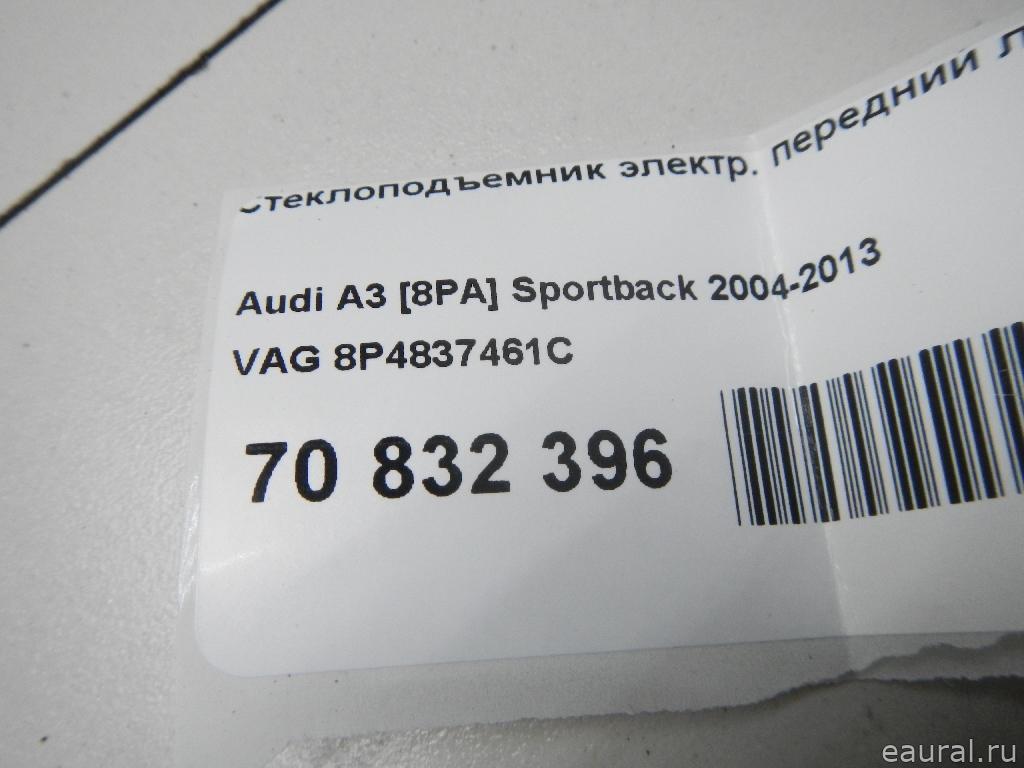 Стеклоподъемник электр. передний
Audi A3 [8PA] Sportback 2004-2013
VAG 8P4837461C
70 832 396
eaural.ru